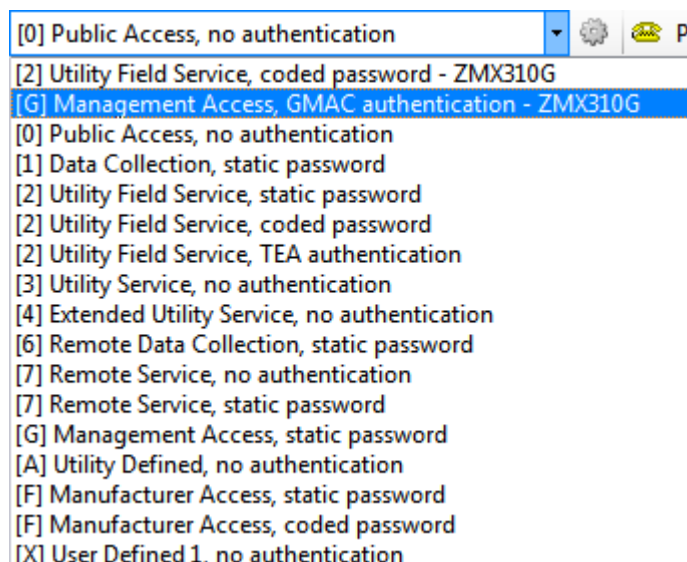 [0] Public Access, no authentication
[2] Utility Field Service, coded password - ZMX310G
[G] Management Access, GMAC authentication - ZMX310G
[0] Public Access, no authentication
[1] Data Collection, static password
[2] Utility Field Service, static password
[2] Utility Field Service, coded password
[2] Utility Field Service, TEA authentication
[3] Utility Service, no authentication
[4] Extended Utility Service, no authentication
[6] Remote Data Collection, static password
[7] Remote Service, no authentication
[7] Remote Service, static password
[G] Management Access, static password
[A] Utility Defined, no authentication
[F] Manufacturer Access, static password
[F] Manufacturer Access, coded password
[X] User Defined 1, no authentication